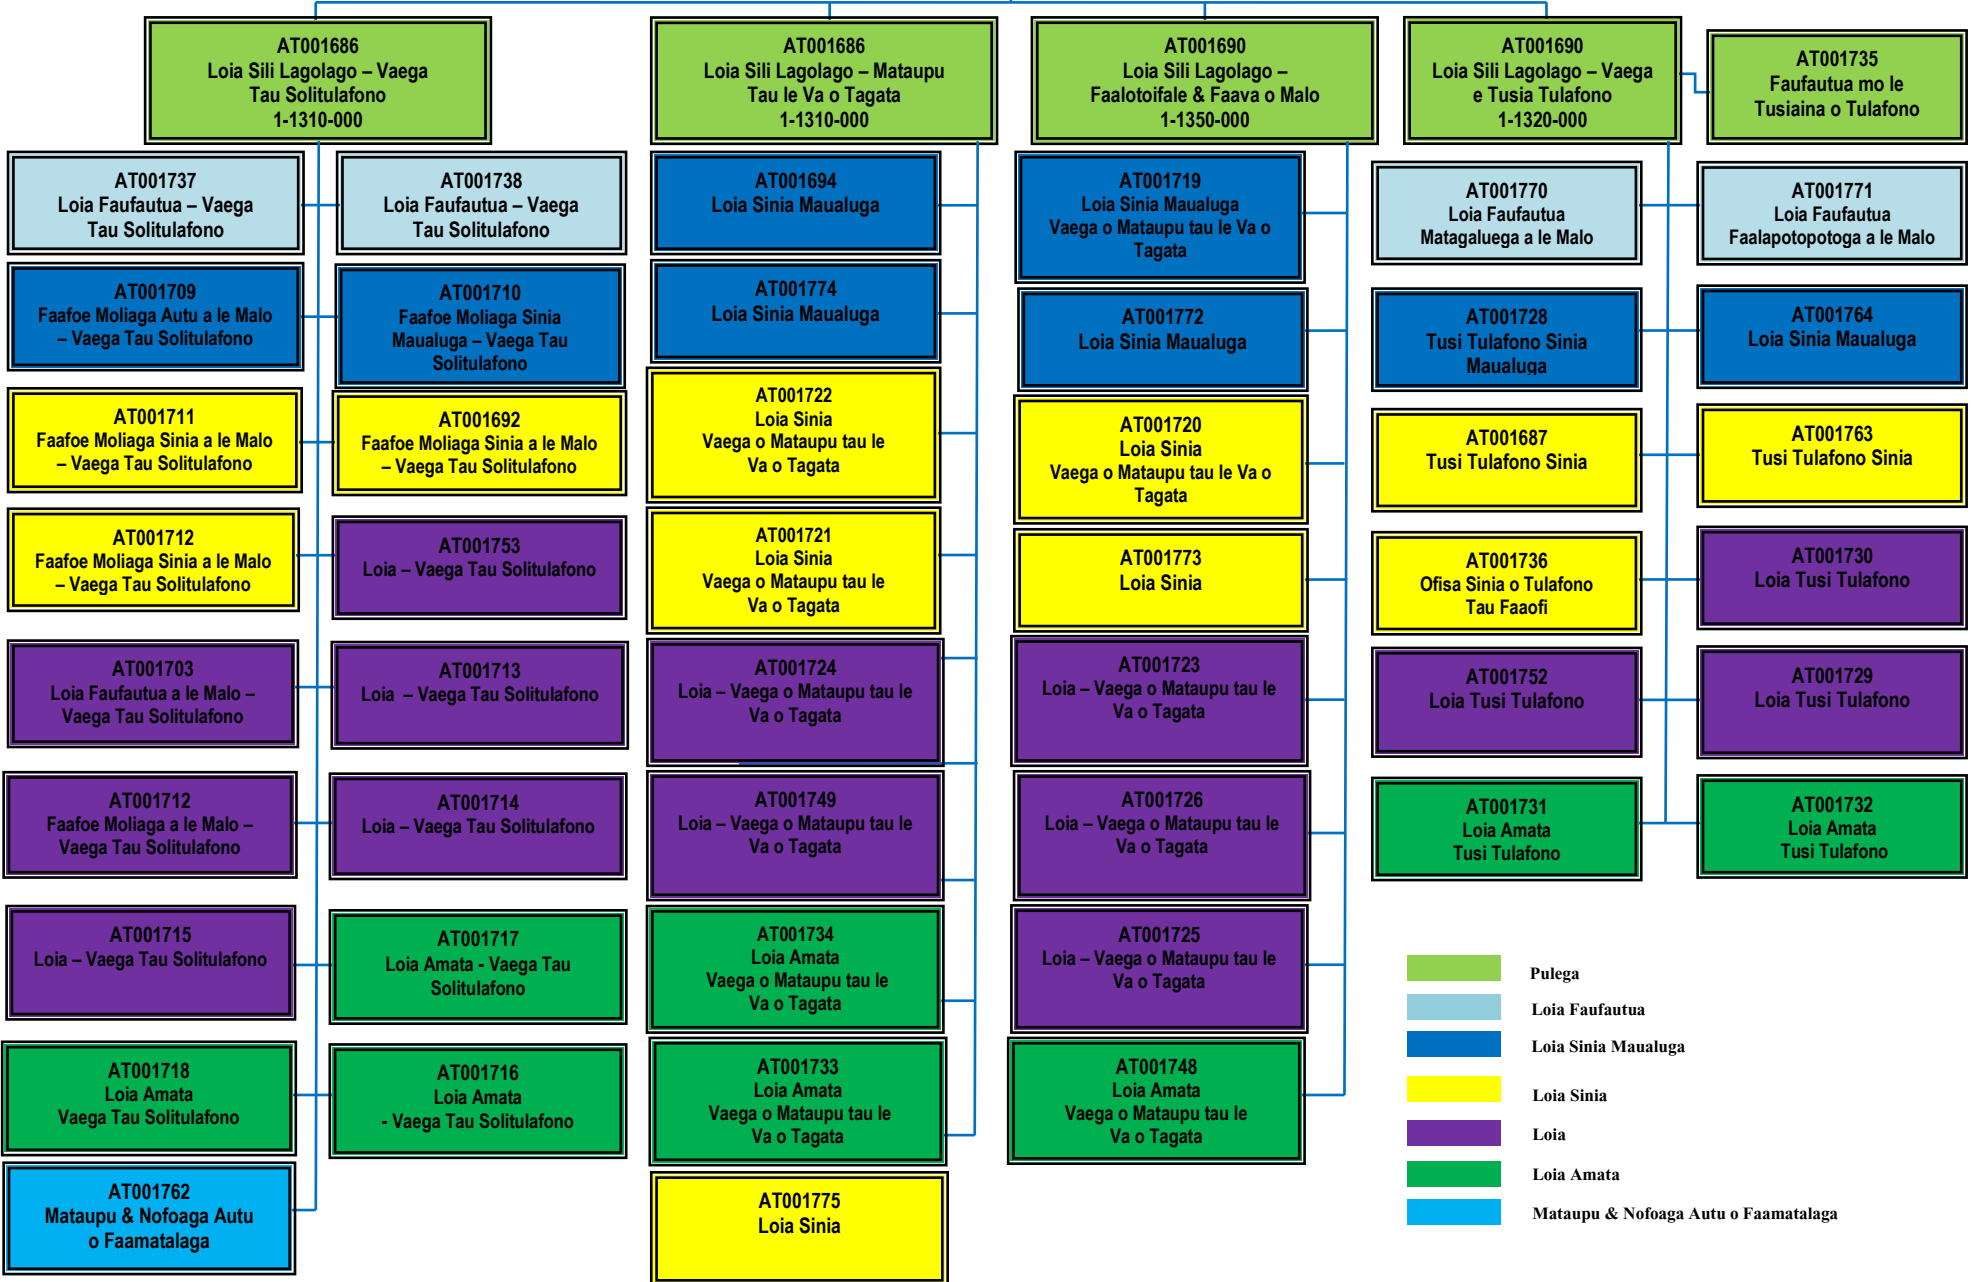 AT001686
Loia Sili Lagolago – Vaega
Tau Solitulafono
1-1310-000
AT001686
Loia Sili Lagolago – Mataupu
Tau le Va o Tagata
1-1310-000
AT001690
Loia Sili Lagolago –
Faalotoifale & Faava o Malo
1-1350-000
AT001690
Loia Sili Lagolago – Vaega
e Tusia Tulafono
1-1320-000
AT001735
Faufautua mo le
Tusiaina o Tulafono
AT001737
Loia Faufautua – Vaega
Tau Solitulafono
AT001738
Loia Faufautua – Vaega
Tau Solitulafono
AT001709
Faafoe Moliaga Autu a le Malo
– Vaega Tau Solitulafono
AT001710
Faafoe Moliaga Sinia
Maualuga – Vaega Tau
Solitulafono
AT001711
Faafoe Moliaga Sinia a le Malo
– Vaega Tau Solitulafono
AT001692
Faafoe Moliaga Sinia a le Malo
– Vaega Tau Solitulafono
AT001712
Faafoe Moliaga Sinia a le Malo
– Vaega Tau Solitulafono
AT001753
Loia – Vaega Tau Solitulafono
AT001703
Loia Faufautua a le Malo –
Vaega Tau Solitulafono
AT001713
Loia – Vaega Tau Solitulafono
AT001712
Faafoe Moliaga a le Malo –
Vaega Tau Solitulafono
AT001714
Loia – Vaega Tau Solitulafono
AT001715
Loia – Vaega Tau Solitulafono
AT001717
Loia Amata - Vaega Tau
Solitulafono
AT001718
Loia Amata
Vaega Tau Solitulafono
AT001716
Loia Amata
- Vaega Tau Solitulafono
AT001762
Mataupu & Nofoaga Autu
o Faamatalaga
AT001694
Loia Sinia Maualuga
AT001774
Loia Sinia Maualuga
AT001722
Loia Sinia
Vaega o Mataupu tau le
Va o Tagata
AT001721
Loia Sinia
Vaega o Mataupu tau le
Va o Tagata
AT001724
Loia – Vaega o Mataupu tau le
Va o Tagata
AT001749
Loia – Vaega o Mataupu tau le
Va o Tagata
AT001734
Loia Amata
Vaega o Mataupu tau le
Va o Tagata
AT001733
Loia Amata
Vaega o Mataupu tau le
Va o Tagata
AT001775
Loia Sinia
AT001719
Loia Sinia Maualuga
Vaega o Mataupu tau le Va o
Tagata
AT001772
Loia Sinia Maualuga
AT001720
Loia Sinia
Vaega o Mataupu tau le Va o
Tagata
AT001773
Loia Sinia
AT001723
Loia – Vaega o Mataupu tau le
Va o Tagata
AT001726
Loia – Vaega o Mataupu tau le
Va o Tagata
AT001725
Loia – Vaega o Mataupu tau le
Va o Tagata
AT001748
Loia Amata
Vaega o Mataupu tau le
Va o Tagata
AT001770
Loia Faufautua
Matagaluega a le Malo
AT001771
Loia Faufautua
Faalapotopotoga a le Malo
AT001728
Tusi Tulafono Sinia
Maualuga
AT001764
Loia Sinia Maualuga
AT001687
Tusi Tulafono Sinia
AT001763
Tusi Tulafono Sinia
AT001736
Ofisa Sinia o Tulafono
Tau Faaofi
AT001730
Loia Tusi Tulafono
AT001752
Loia Tusi Tulafono
AT001729
Loia Tusi Tulafono
AT001731
Loia Amata
Tusi Tulafono
AT001732
Loia Amata
Tusi Tulafono
Pulega
Loia Faufautua
Loia Sinia Maualuga
Loia Sinia
Loia
Loia Amata
Mataupu & Nofoaga Autu o Faamatalaga